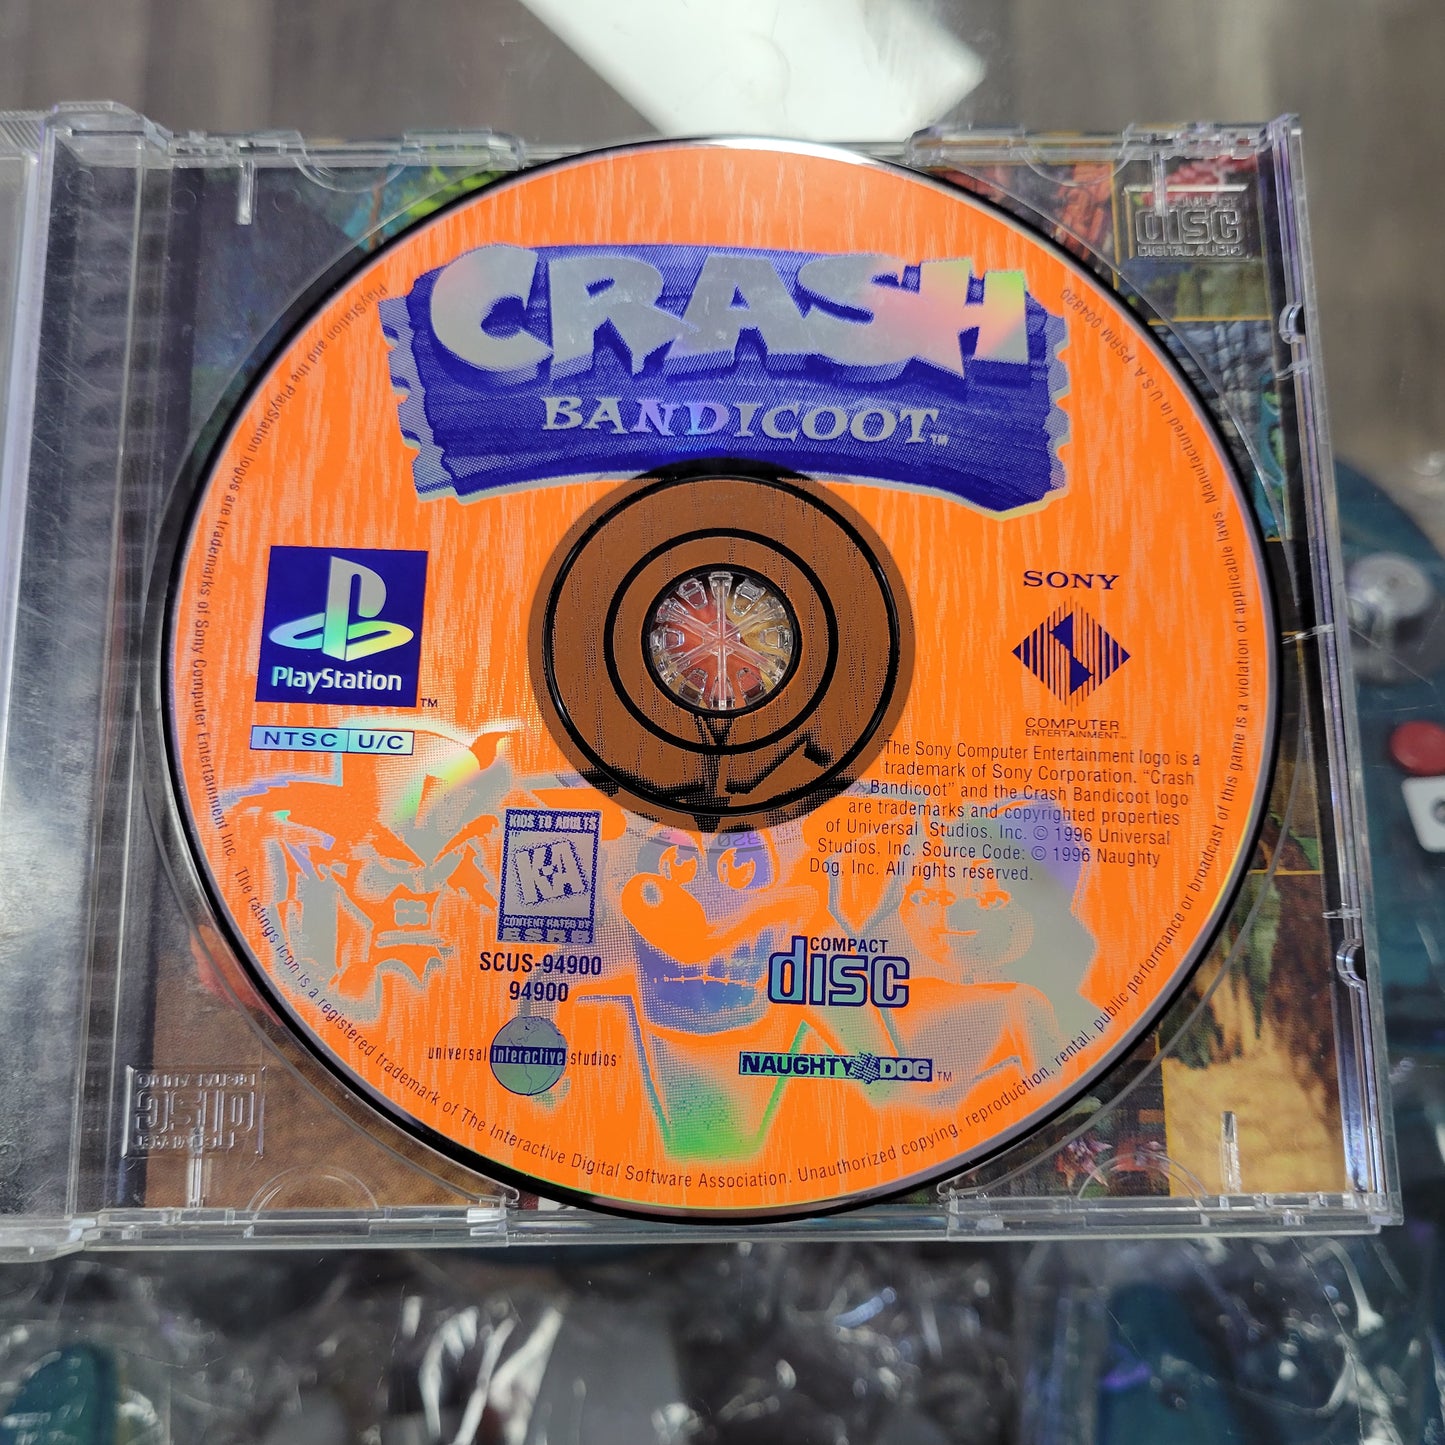 CRASH
BANDICOOT™
PlayStation and the PlayStation logos are trademarks of Sony Computer Entertainment Inc. The ratings icon is a registered trademark of The Interactive Digital Software Association. Unauthorized copying, reproduction, rental, public performance or broadcast of this game is a violation of applicable laws. Manufactured in U.S.A. PSRM 004820
COMPACT
disc
DIGITAL AUDIO
PlayStation
™
NTSC U/C
SONY
COMPUTER
ENTERTAINMENT™
The Sony Computer Entertainment logo is a
trademark of Sony Corporation. "Crash
Bandicoot" and the Crash Bandicoot logo
are trademarks and copyrighted properties
of Universal Studios, Inc. © 1996 Universal
Studios, Inc. Source Code: © 1996 Naughty
Dog, Inc. All rights reserved.
KIDS TO ADULTS
KA
CONTENT RATED BY
ESRB
SCUS-94900
94900
COMPACT
disc
universal interactive studios
NAUGHTY DOG™